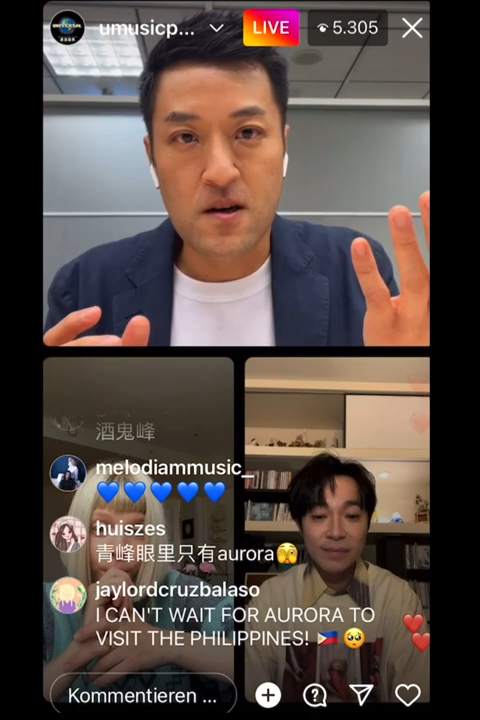 umusicp...
LIVE
5.305
UNIVERSAL
酒鬼峰
melodiammusic_
💙💙💙💙💙
huiszes
青峰眼里只有aurora🫣
jaylordcruzbalaso
I CAN'T WAIT FOR AURORA TO
VISIT THE PHILIPPINES! 🇵🇭 🥺
Kommentieren ...